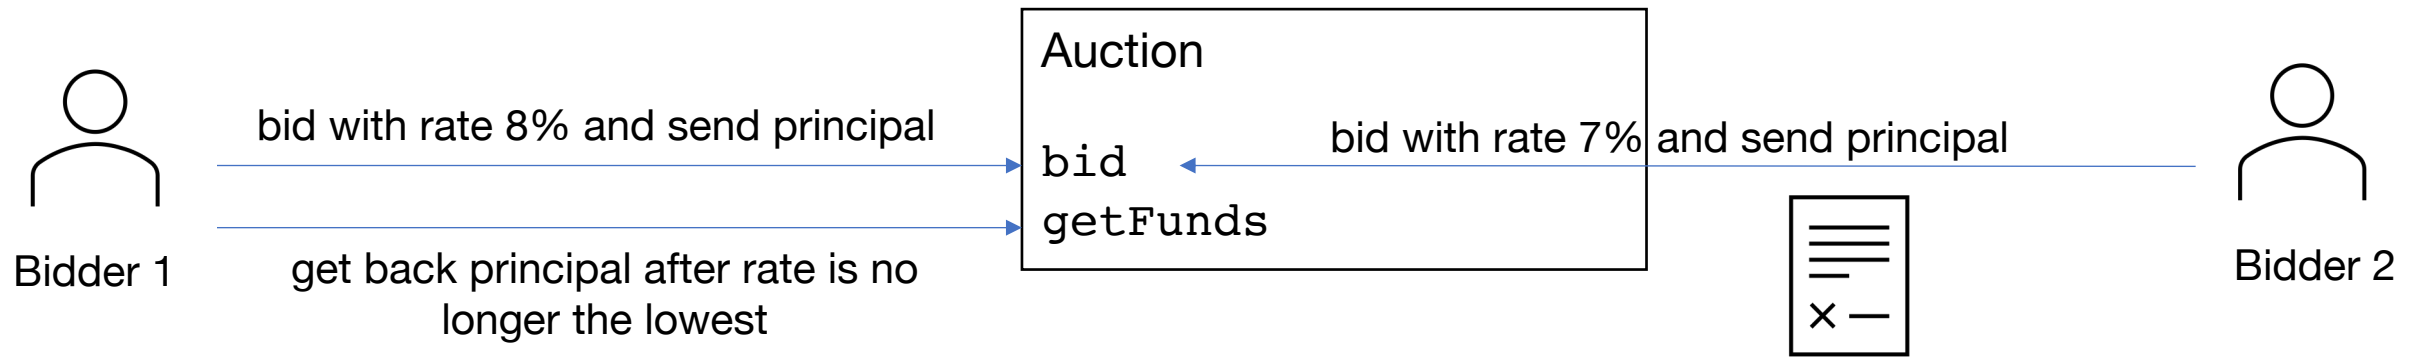 Auction
bid with rate 8% and send principal
bid with rate 7% and send principal
bid
getFunds
Bidder 1
get back principal after rate is no
longer the lowest
Bidder 2